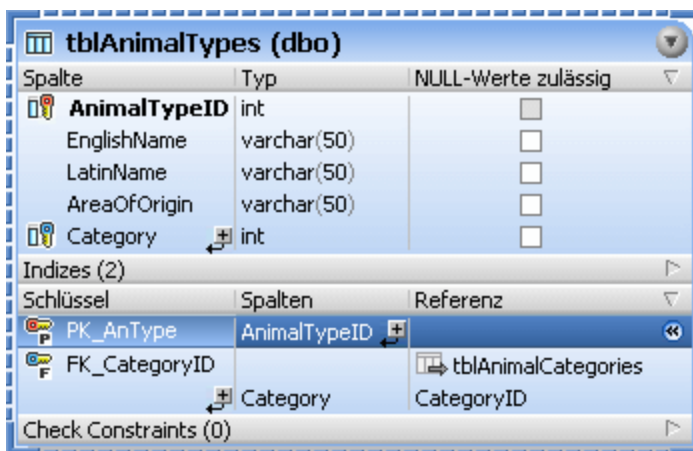 tblAnimalTypes (dbo)
Spalte Typ NULL-Werte zulässig
AnimalTypeID int
EnglishName varchar(50)
LatinName varchar(50)
AreaOfOrigin varchar(50)
Category int
Indizes (2)
Schlüssel Spalten Referenz
P PK_AnType AnimalTypeID
F FK_CategoryID tblAnimalCategories
Category CategoryID
Check Constraints (0)